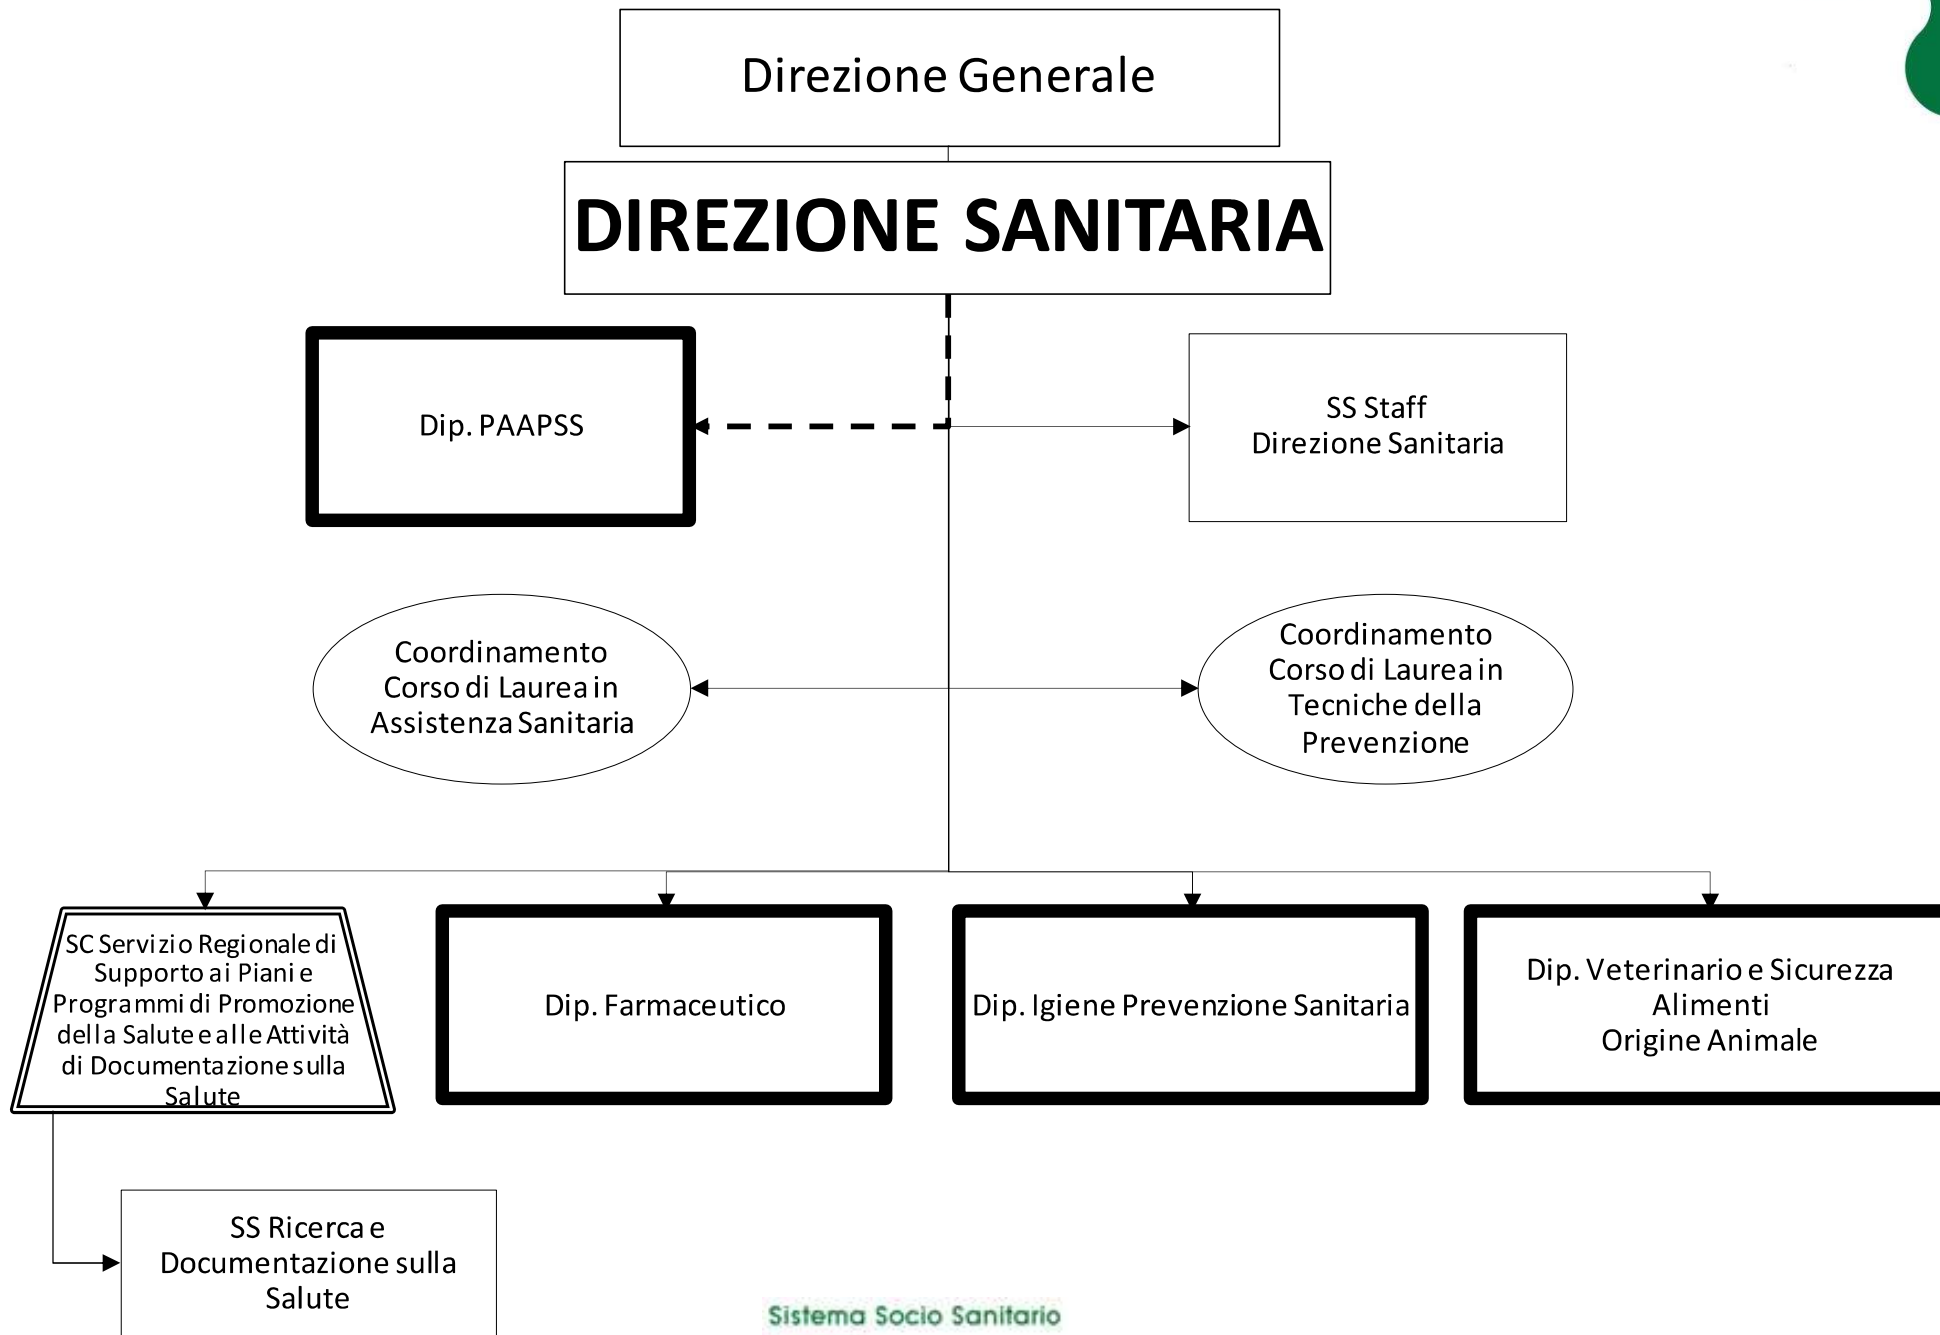 Direzione Generale
DIREZIONE SANITARIA
Dip. PAAPSS
SS Staff
Direzione Sanitaria
Coordinamento
Corso di Laurea in
Assistenza Sanitaria
Coordinamento
Corso di Laurea in
Tecniche della
Prevenzione
SC Servizio Regionale di
Supporto ai Piani e
Programmi di Promozione
della Salute e alle Attività
di Documentazione sulla
Salute
Dip. Farmaceutico
Dip. Igiene Prevenzione Sanitaria
Dip. Veterinario e Sicurezza
Alimenti
Origine Animale
SS Ricerca e
Documentazione sulla
Salute
Sistema Socio Sanitario